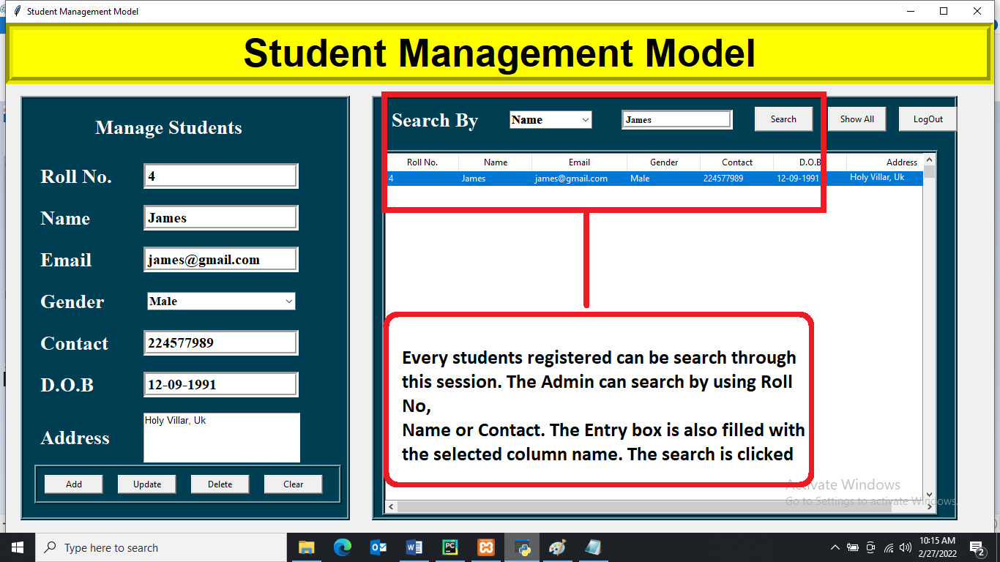 Student Management Model
Student Management Model
Manage Students
Roll No.
4
Name
James
Email
james@gmail.com
Gender
Male
Contact
224577989
D.O.B
12-09-1991
Address
Holy Villar, Uk
Add Update Delete Clear
Search By Name James Search Show All LogOut
Roll No. Name Email Gender Contact D.O.B Address
4 James james@gmail.com Male 224577989 12-09-1991 Holy Villar, Uk
Every students registered can be search through
this session. The Admin can search by using Roll
No,
Name or Contact. The Entry box is also filled with
the selected column name. The search is clicked
Activate Windows
Go to Settings to activate Windows.
Type here to search
10:15 AM
2/27/2022
2